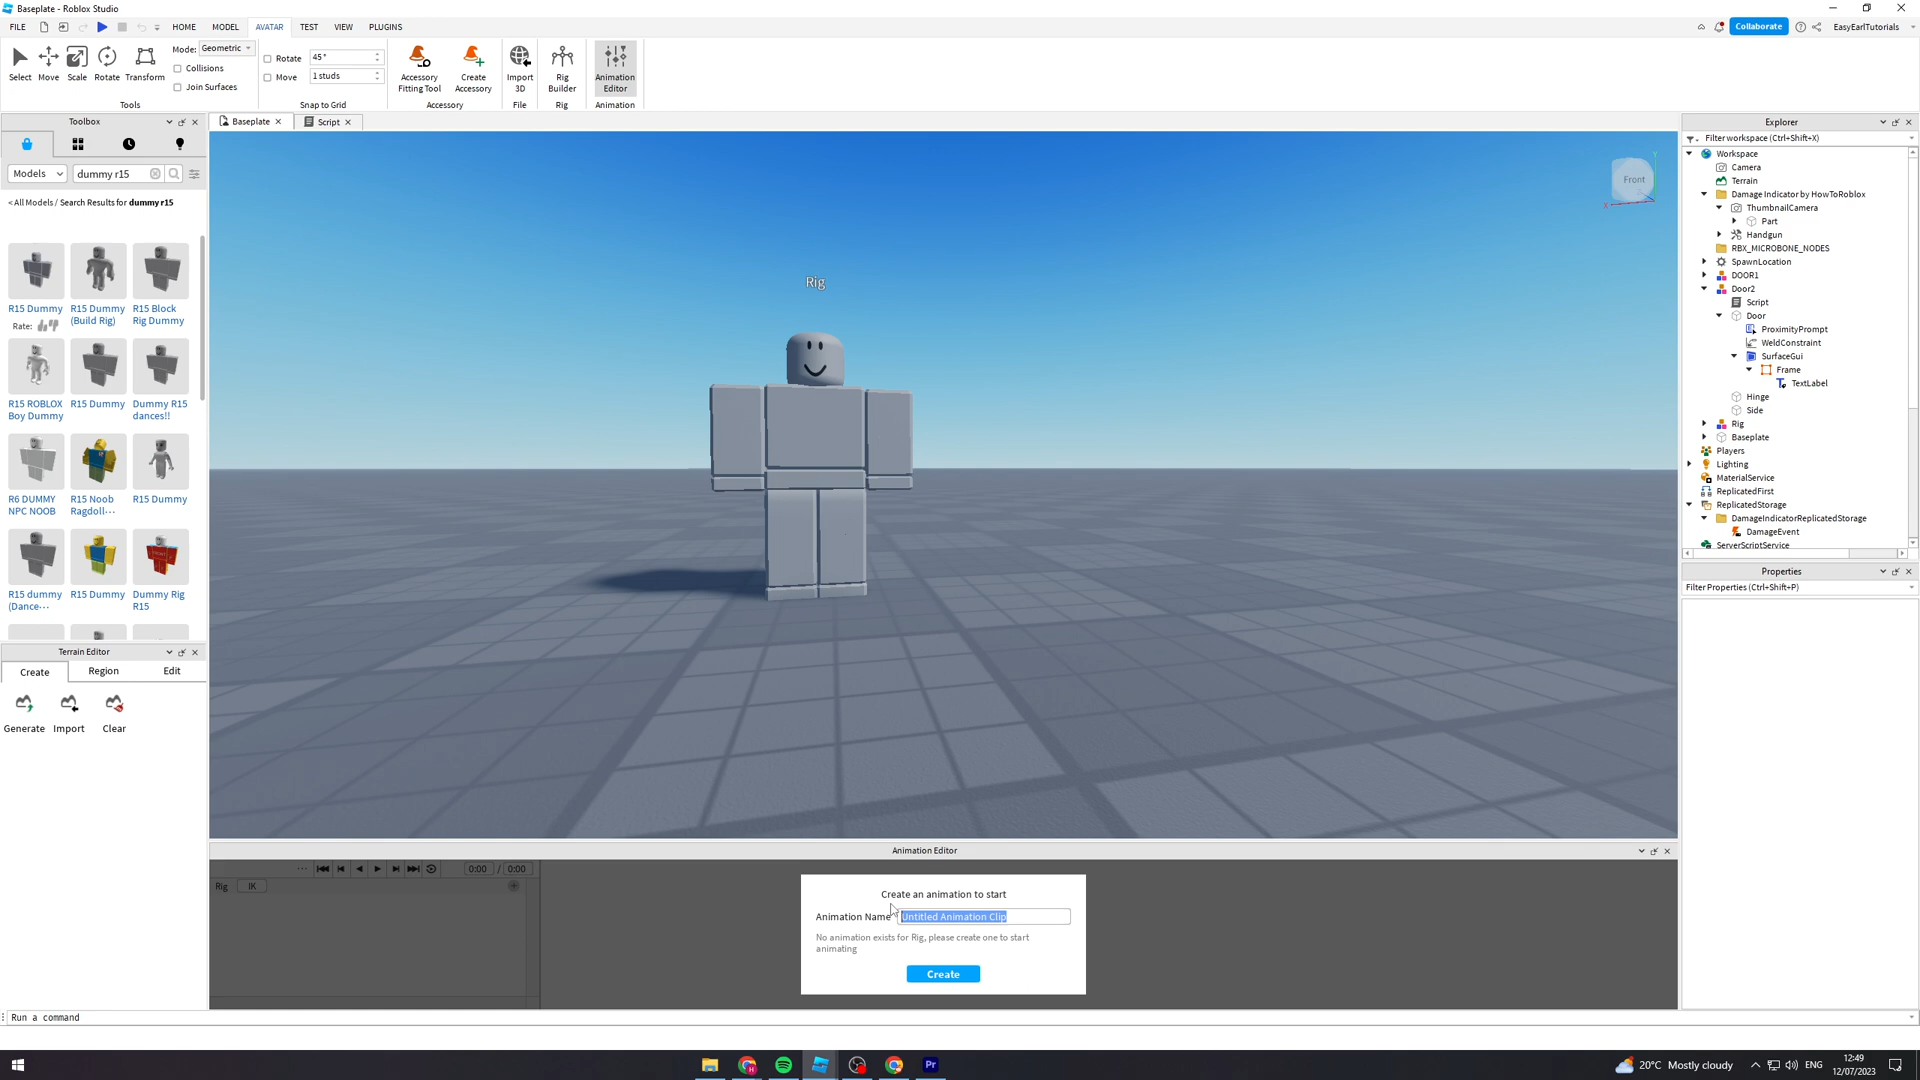 Baseplate - Roblox Studio
FILE HOME MODEL AVATAR TEST VIEW PLUGINS
Collaborate EasyEarlTutorials
Select Move Scale Rotate Transform
Mode: Geometric
Collisions
Join Surfaces
Tools
Rotate 45°
Move 1 studs
Snap to Grid
Accessory
Fitting Tool
Create
Accessory
Accessory
Import
3D
File
Rig
Builder
Rig
Animation
Editor
Animation
Toolbox
Baseplate
Script
Explorer
Filter workspace (Ctrl+Shift+X)
Models
dummy r15
< All Models / Search Results for dummy r15
R15 Dummy
Rate:
R15 Dummy
(Build Rig)
R15 Block
Rig Dummy
R15 ROBLOX
Boy Dummy
R15 Dummy
Dummy R15
dances!!
R6 DUMMY
NPC NOOB
R15 Noob
Ragdoll...
R15 Dummy
R15 dummy
(Dance...
R15 Dummy
Dummy Rig
R15
Terrain Editor
Create Region Edit
Generate Import Clear
Rig
Front
X
Y
Workspace
Camera
Terrain
Damage Indicator by HowToRoblox
ThumbnailCamera
Part
Handgun
RBX_MICROBONE_NODES
SpawnLocation
DOOR1
Door2
Script
Door
ProximityPrompt
WeldConstraint
SurfaceGui
Frame
TextLabel
Hinge
Side
Rig
Baseplate
Players
Lighting
MaterialService
ReplicatedFirst
ReplicatedStorage
DamageIndicatorReplicatedStorage
DamageEvent
ServerScriptService
Properties
Filter Properties (Ctrl+Shift+P)
Animation Editor
0:00 / 0:00
Rig IK
Create an animation to start
Animation Name Untitled Animation Clip
No animation exists for Rig, please create one to start
animating
Create
Run a command
Pr
20°C Mostly cloudy
ENG
12:49
12/07/2023